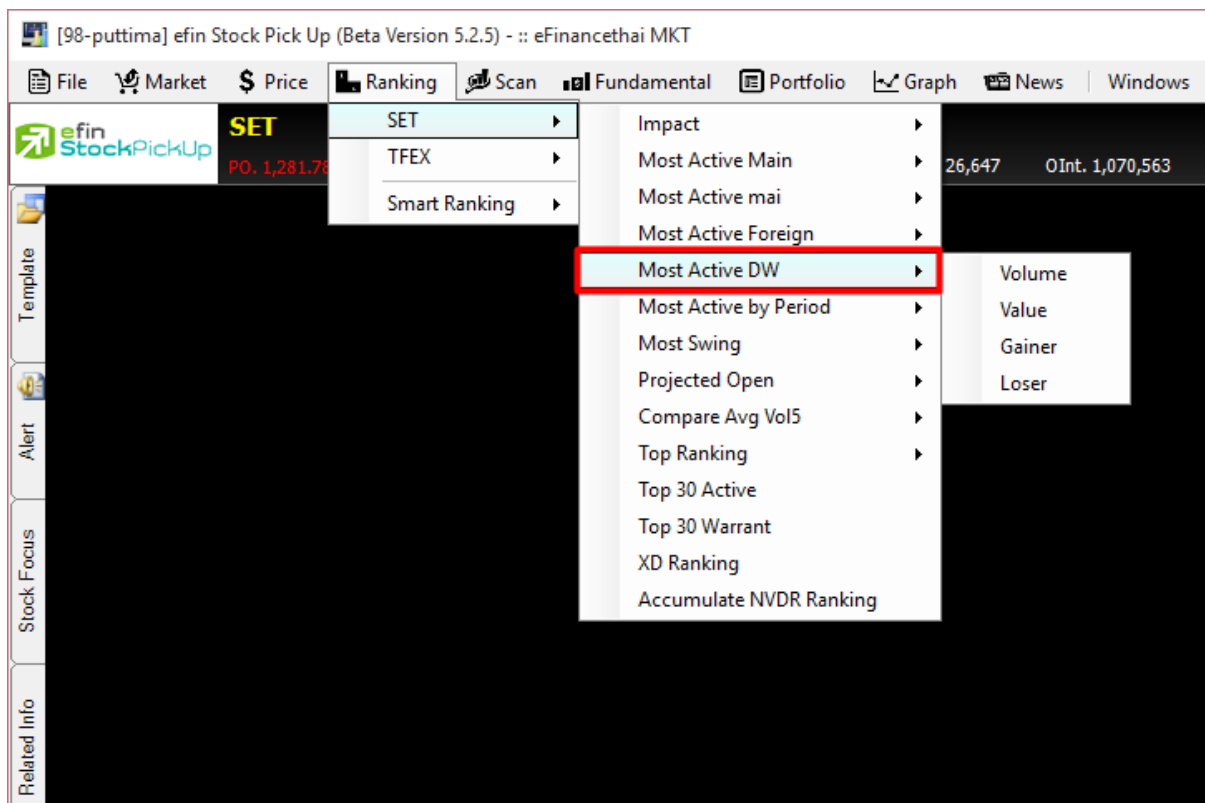 [98-puttima] efin Stock Pick Up (Beta Version 5.2.5) - :: eFinancethai MKT
File Market $ Price Ranking Scan Fundamental Portfolio Graph News Windows
efin
StockPickUp
SET
PO. 1,281.78
26,647 OInt. 1,070,563
SET
TFEX
Smart Ranking
Impact
Most Active Main
Most Active mai
Most Active Foreign
Most Active DW
Most Active by Period
Most Swing
Projected Open
Compare Avg Vol5
Top Ranking
Top 30 Active
Top 30 Warrant
XD Ranking
Accumulate NVDR Ranking
Volume
Value
Gainer
Loser
Template
Alert
Stock Focus
Related Info